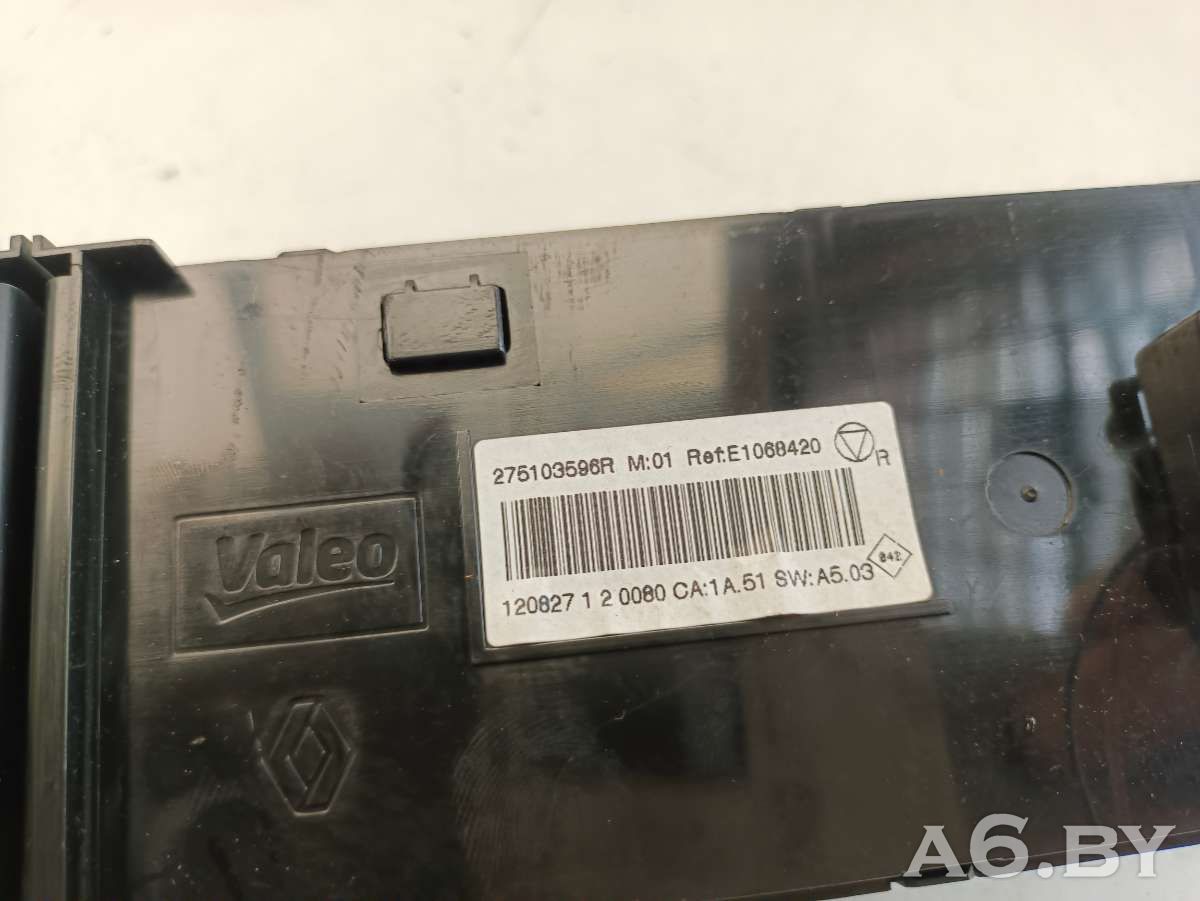 275103596R M:01 Ref:E1068420
R
Valeo
120827 1 2 0080 CA:1A.51 SW:A5.03
842
A6.BY